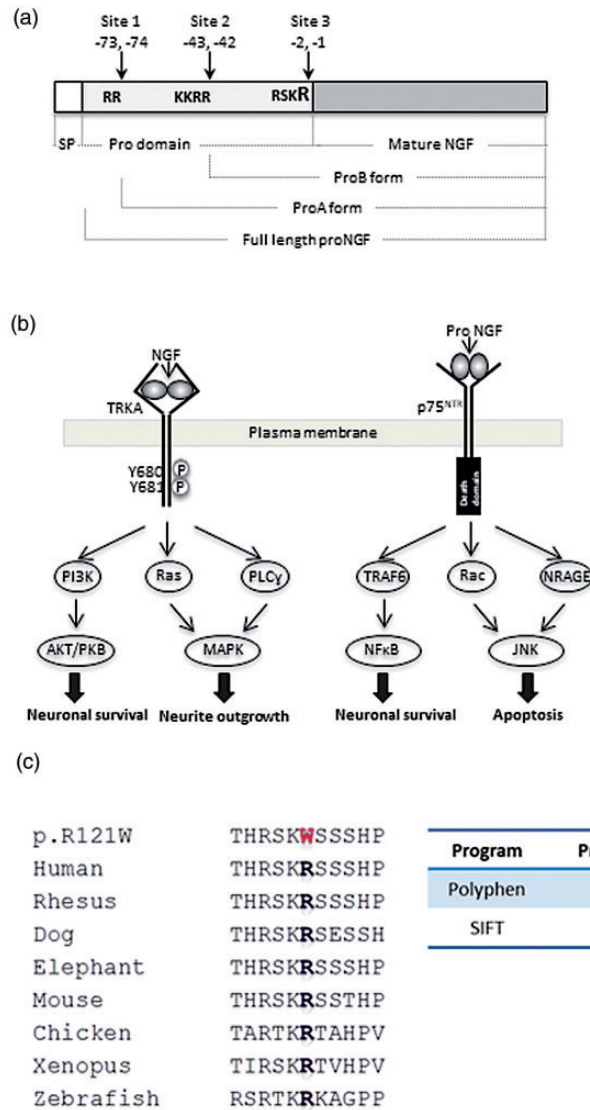 (a)
Site 1 Site 2 Site 3
-73, -74 -43, -42 -2, -1
RR KKRR RSKR
SP Pro domain Mature NGF
ProB form
ProA form
Full length proNGF
(b)
NGF Pro NGF
TRKA p75NTR
Plasma membrane
Y680 P
Y681 P
Death domain
PI3K Ras PLCγ TRAF6 Rac NRAGE
AKT/PKB MAPK NFκB JNK
Neuronal survival Neurite outgrowth Neuronal survival Apoptosis
(c)
p.R121W THRSKWSSSHP
Human THRSKRSSSHP
Rhesus THRSKRSSSHP
Dog THRSKRSESSH
Elephant THRSKRSSSHP
Mouse THRSKRSSTHP
Chicken TARTKRTAHPV
Xenopus TIRSKRTVHPV
Zebrafish RSRTKRKAGPP
Program
Polyphen
SIFT